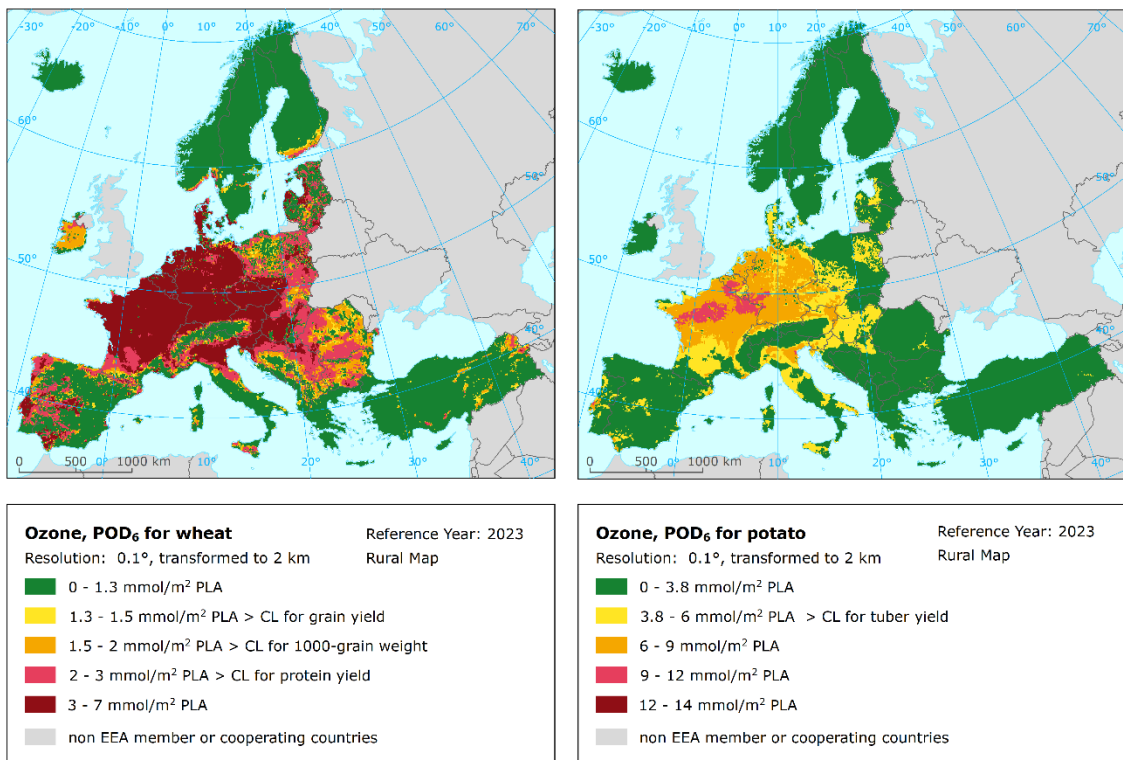 -30° -20° -10° 0° 10° 20° 30° 40° 50° 60° 70°
60°
50°
40°
60°
50°
40°
0 500 1000 km
0° 10° 20° 30° 40°
Ozone, POD₆ for wheat
Reference Year: 2023
Resolution: 0.1°, transformed to 2 km
Rural Map
0 - 1.3 mmol/m² PLA
1.3 - 1.5 mmol/m² PLA > CL for grain yield
1.5 - 2 mmol/m² PLA > CL for 1000-grain weight
2 - 3 mmol/m² PLA > CL for protein yield
3 - 7 mmol/m² PLA
non EEA member or cooperating countries
-30° -20° -10° 0° 10° 20° 30° 40° 50° 60° 70°
60°
50°
40°
60°
50°
40°
0 500 1000 km
0° 10° 20° 30° 40°
Ozone, POD₆ for potato
Reference Year: 2023
Resolution: 0.1°, transformed to 2 km
Rural Map
0 - 3.8 mmol/m² PLA
3.8 - 6 mmol/m² PLA > CL for tuber yield
6 - 9 mmol/m² PLA
9 - 12 mmol/m² PLA
12 - 14 mmol/m² PLA
non EEA member or cooperating countries